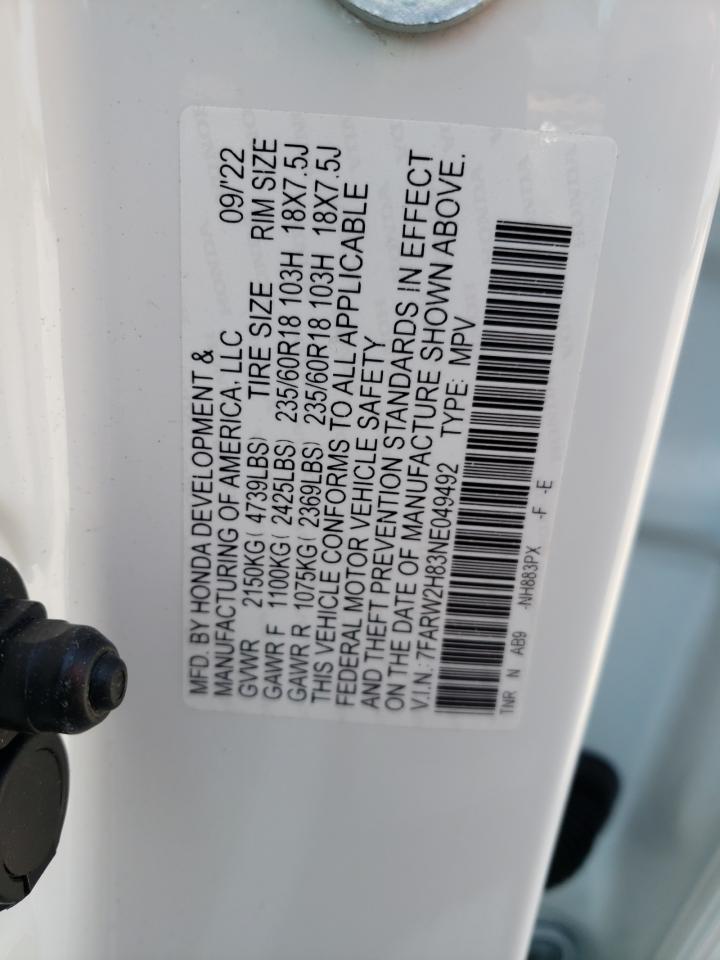 MFD. BY HONDA DEVELOPMENT &
MANUFACTURING OF AMERICA, LLC 09/'22
GVWR 2150KG( 4739LBS) TIRE SIZE RIM SIZE
GAWR F 1100KG( 2425LBS) 235/60R18 103H 18X7.5J
GAWR R 1075KG( 2369LBS) 235/60R18 103H 18X7.5J
THIS VEHICLE CONFORMS TO ALL APPLICABLE
FEDERAL MOTOR VEHICLE SAFETY
AND THEFT PREVENTION STANDARDS IN EFFECT
ON THE DATE OF MANUFACTURE SHOWN ABOVE.
V.I.N.: 7FARW2H83NE049492 TYPE: MPV
TNR N AB9 -NH883PX -F -E